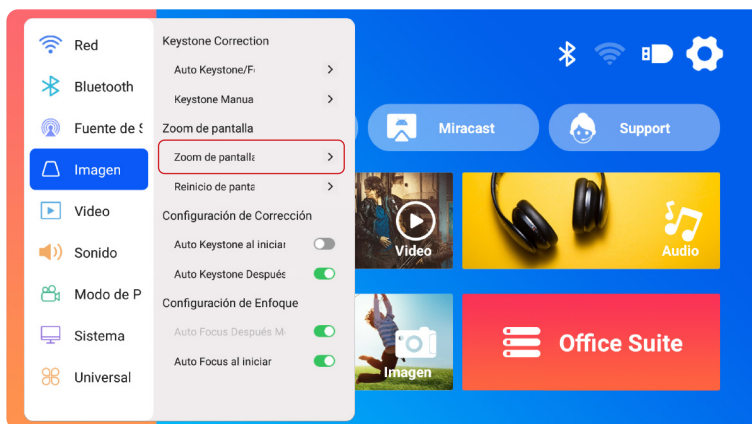 Red
Bluetooth
Fuente de S
Imagen
Video
Sonido
Modo de P
Sistema
Universal
Keystone Correction
Auto Keystone/F
Keystone Manua
Zoom de pantalla
Zoom de pantalla
Reinicio de panta
Configuración de Corrección
Auto Keystone al iniciar
Auto Keystone Después
Configuración de Enfoque
Auto Focus Después M
Auto Focus al iniciar
Miracast
Support
Video
Audio
Imagen
Office Suite